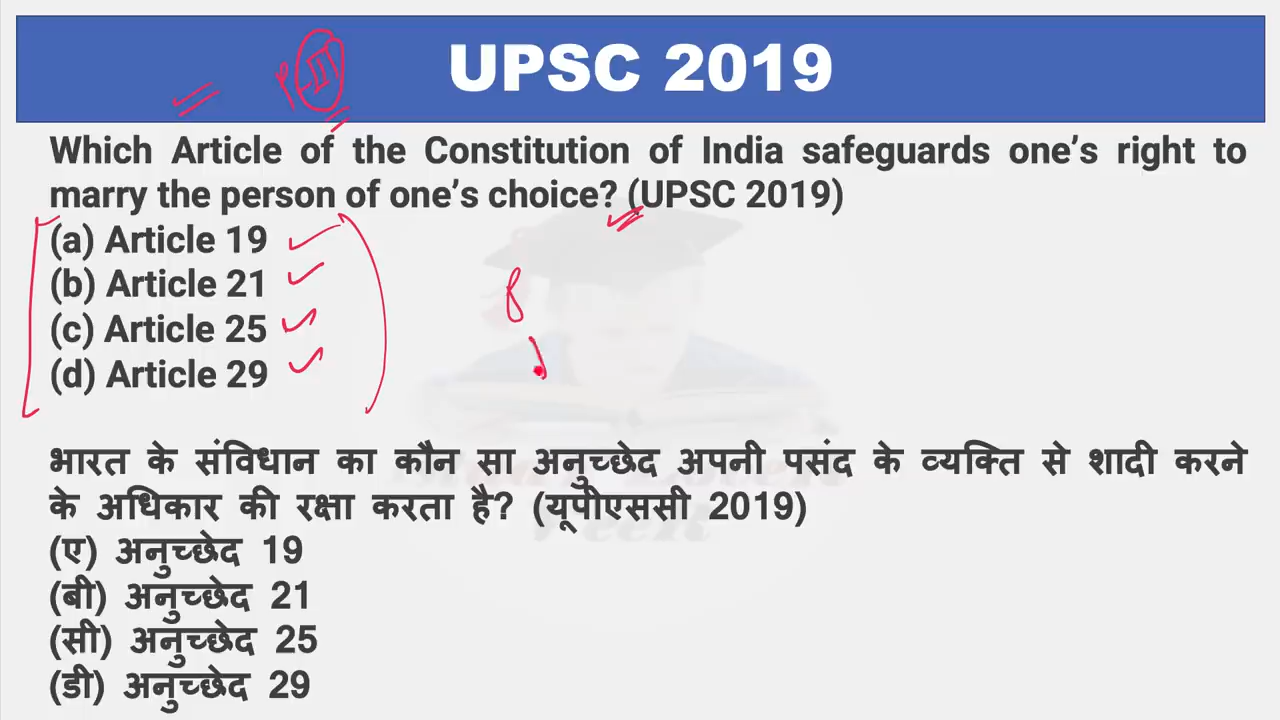 UPSC 2019
Which Article of the Constitution of India safeguards one’s right to
marry the person of one’s choice? (UPSC 2019)
(a) Article 19
(b) Article 21
(c) Article 25
(d) Article 29
भारत के संविधान का कौन सा अनुच्छेद अपनी पसंद के व्यक्ति से शादी करने
के अधिकार की रक्षा करता है? (यूपीएससी 2019)
(ए) अनुच्छेद 19
(बी) अनुच्छेद 21
(सी) अनुच्छेद 25
(डी) अनुच्छेद 29